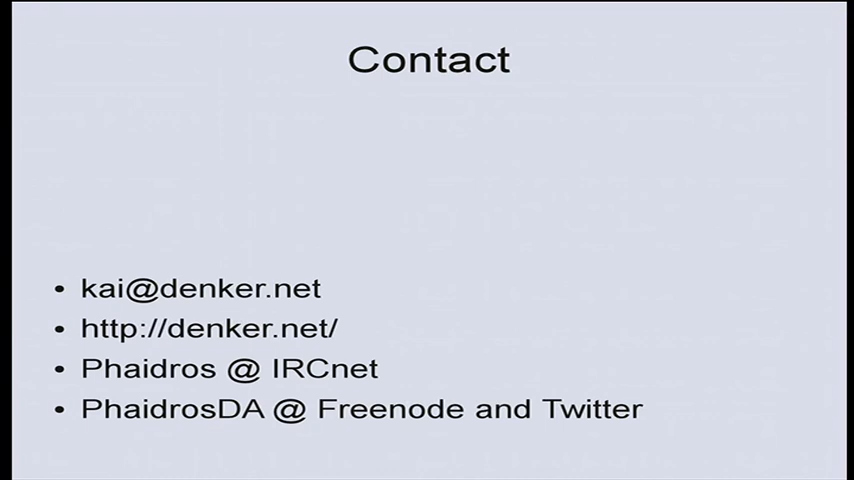 Contact
• kai@denker.net
• http://denker.net/
• Phaidros @ IRCnet
• PhaidrosDA @ Freenode and Twitter